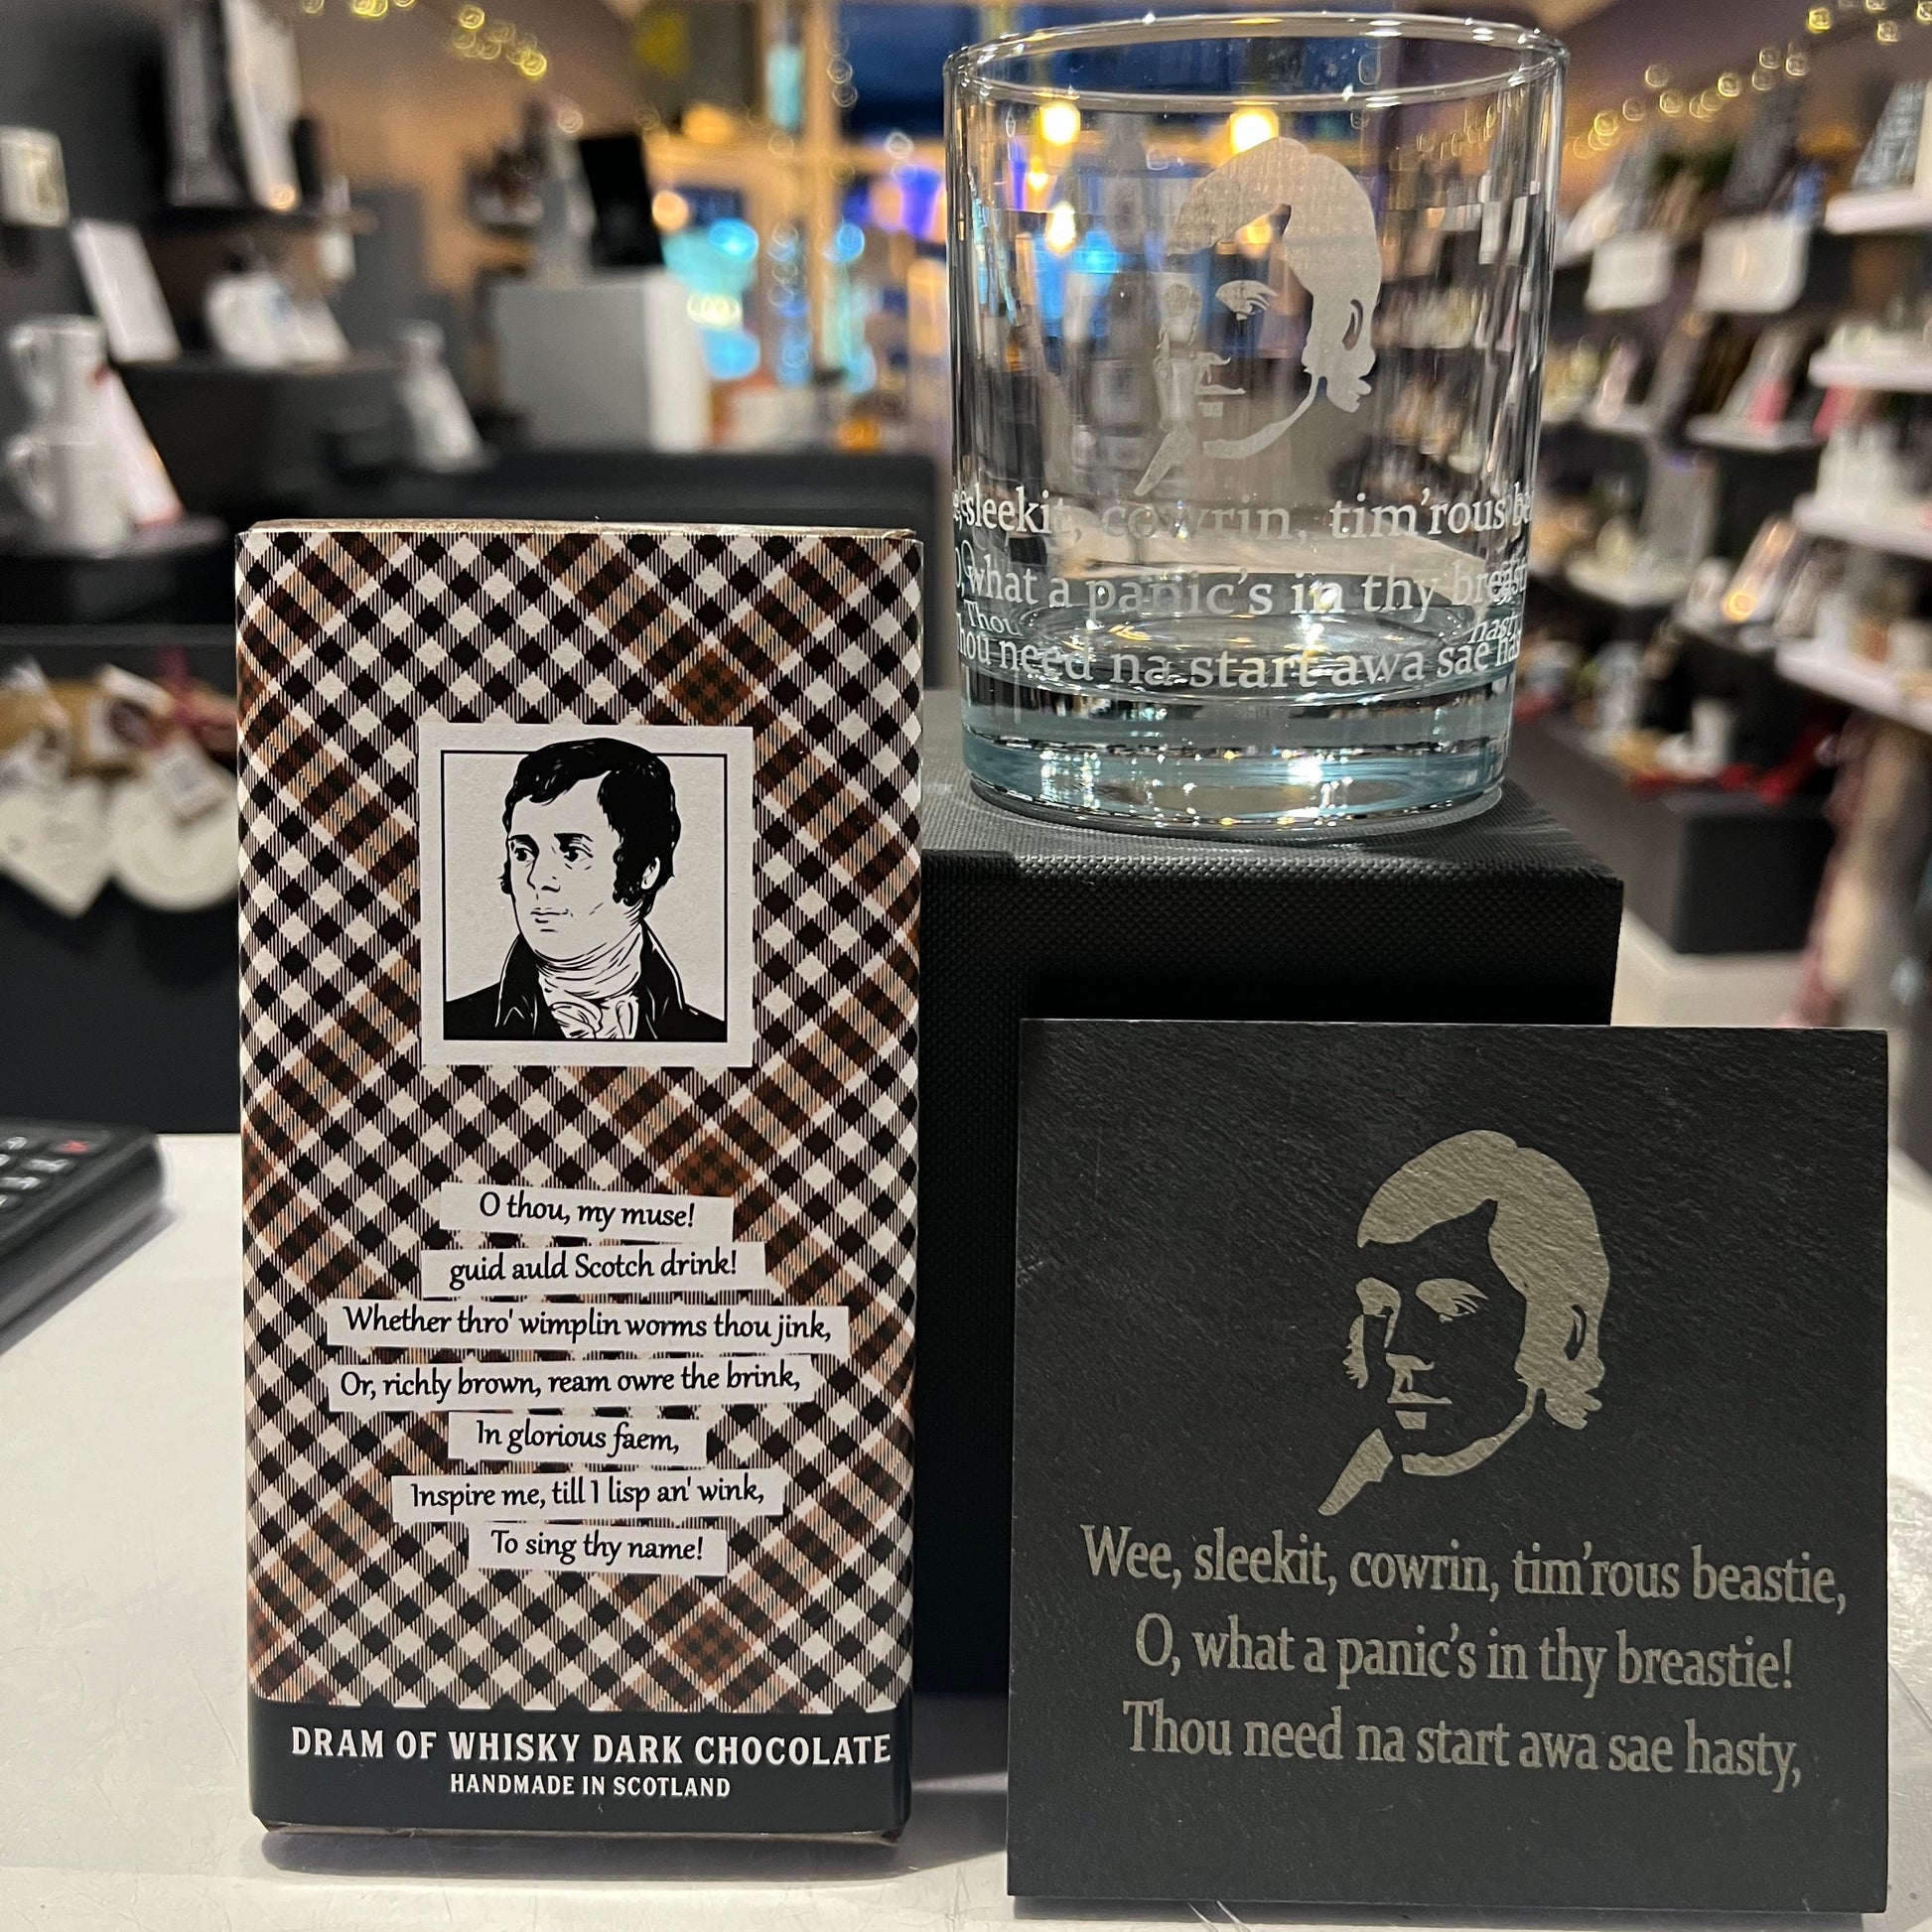 sleekit, cowrin, tim'rous
O, what a panic's in thy
Thou
hasty
need na start awa sae
O thou, my muse!
guid auld Scotch drink!
Whether thro' wimplin worms thou jink,
Or, richly brown, ream owre the brink,
In glorious faem,
Inspire me, till I lisp an' wink,
To sing thy name!
DRAM OF WHISKY DARK CHOCOLATE
HANDMADE IN SCOTLAND
Wee, sleekit, cowrin, tim'rous beastie,
O, what a panic's in thy breastie!
Thou need na start awa sae hasty,